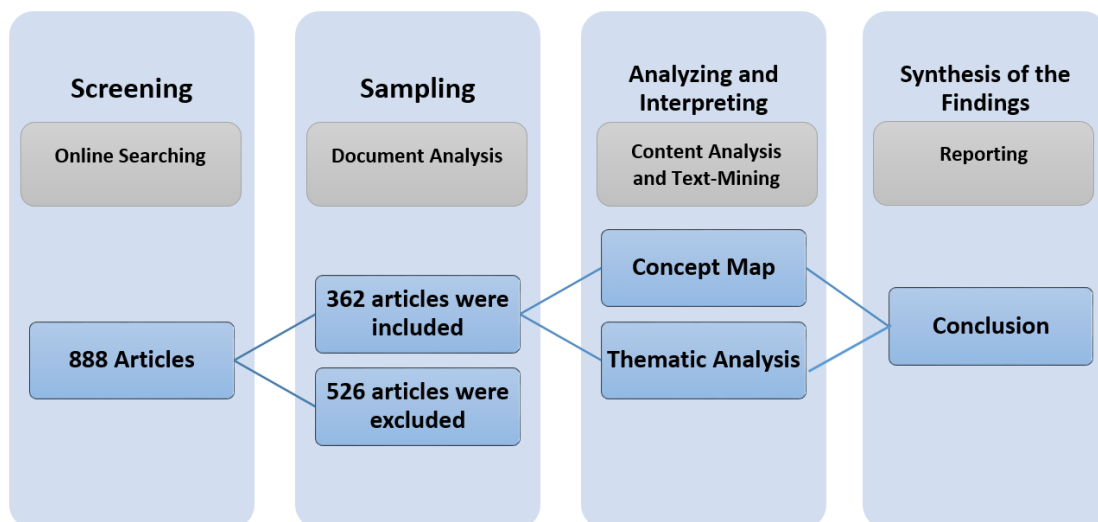 Screening
Online Searching
888 Articles
Sampling
Document Analysis
362 articles were
included
526 articles were
excluded
Analyzing and
Interpreting
Content Analysis
and Text-Mining
Concept Map
Thematic Analysis
Synthesis of the
Findings
Reporting
Conclusion